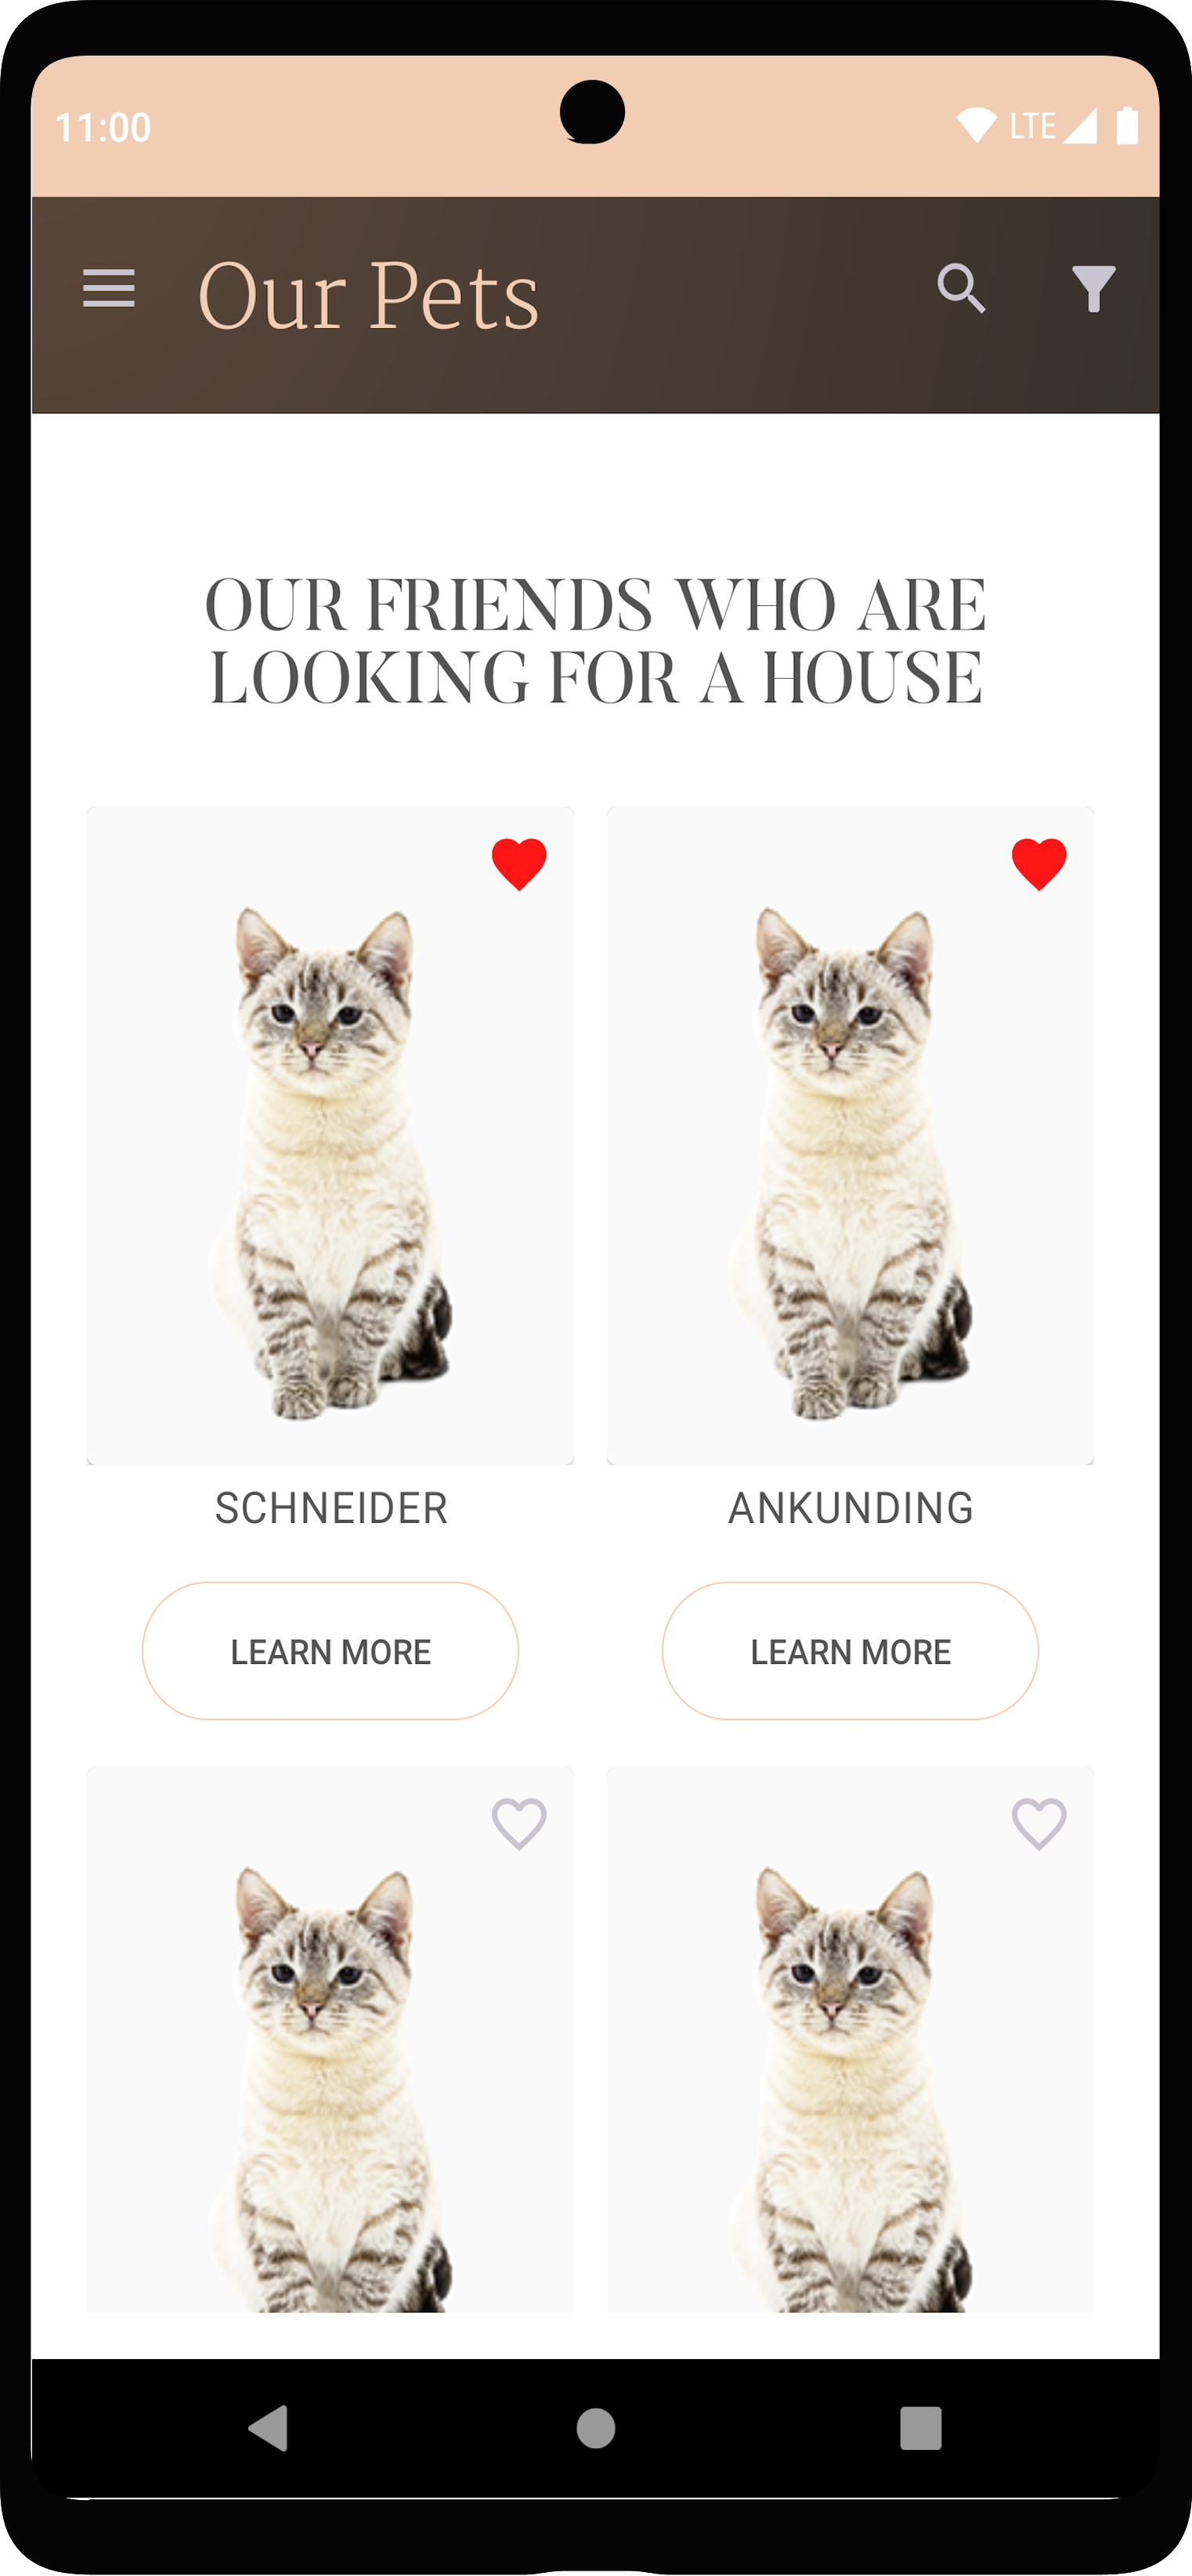 11:00
LTE
Our Pets
OUR FRIENDS WHO ARE
LOOKING FOR A HOUSE
SCHNEIDER
ANKUNDING
LEARN MORE
LEARN MORE